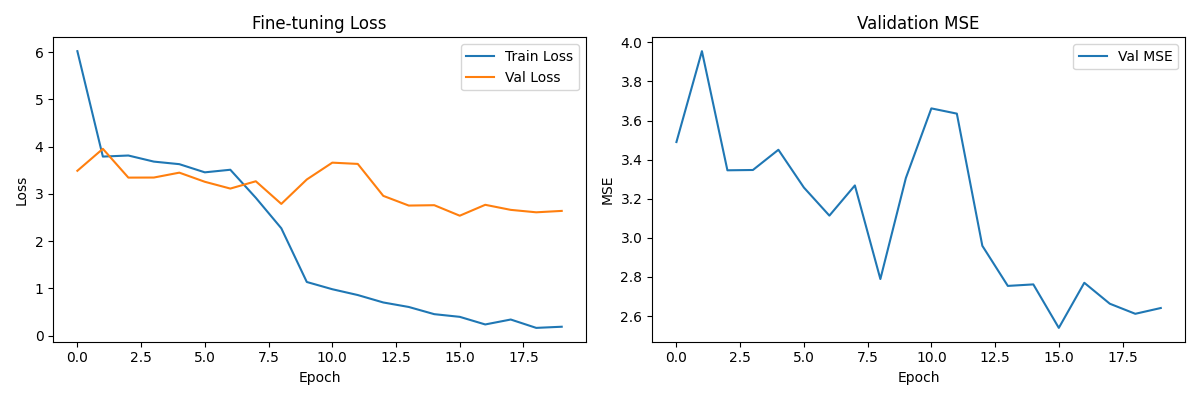 Fine-tuning Loss
Train Loss
Val Loss
6
5
4
3
2
1
0
Loss
0.0 2.5 5.0 7.5 10.0 12.5 15.0 17.5
Epoch
Validation MSE
Val MSE
4.0
3.8
3.6
3.4
3.2
3.0
2.8
2.6
MSE
0.0 2.5 5.0 7.5 10.0 12.5 15.0 17.5
Epoch